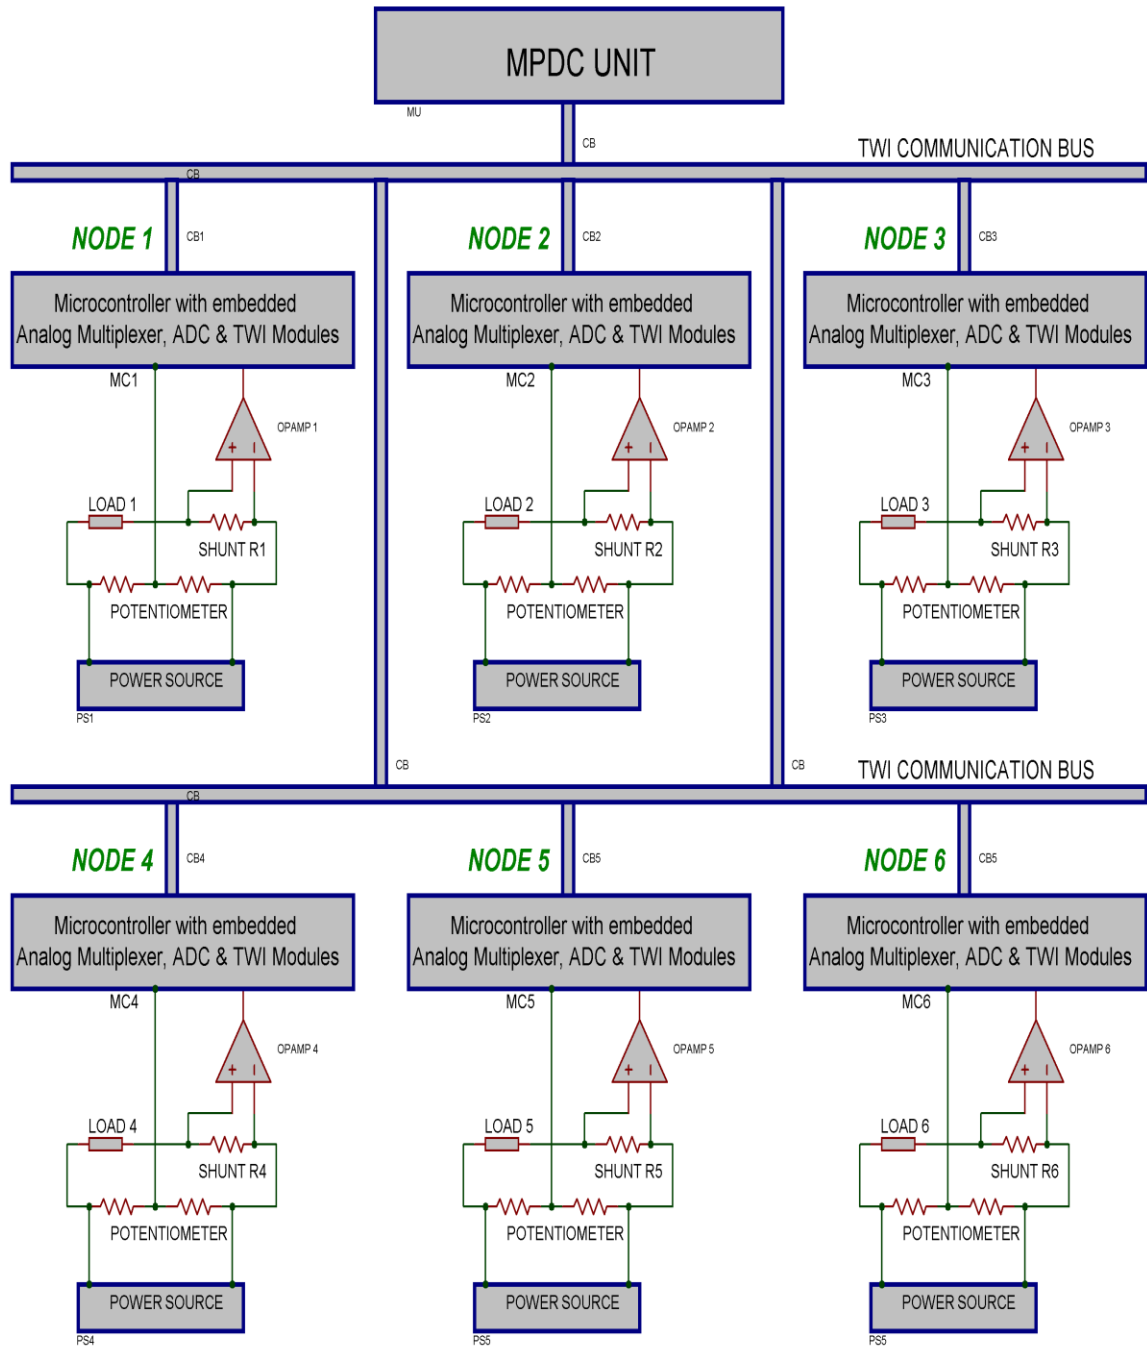 MPDC UNIT
MU
CB
TWI COMMUNICATION BUS
CB
NODE 1
CB1
NODE 2
CB2
NODE 3
CB3
Microcontroller with embedded
Analog Multiplexer, ADC & TWI Modules
Microcontroller with embedded
Analog Multiplexer, ADC & TWI Modules
Microcontroller with embedded
Analog Multiplexer, ADC & TWI Modules
MC1
MC2
MC3
OPAMP 1
OPAMP 2
OPAMP 3
+ −
+ −
+ −
LOAD 1
LOAD 2
LOAD 3
SHUNT R1
SHUNT R2
SHUNT R3
POTENTIOMETER
POTENTIOMETER
POTENTIOMETER
POWER SOURCE
POWER SOURCE
POWER SOURCE
PS1
PS2
PS3
CB
CB
TWI COMMUNICATION BUS
CB
NODE 4
CB4
NODE 5
CB5
NODE 6
CB5
Microcontroller with embedded
Analog Multiplexer, ADC & TWI Modules
Microcontroller with embedded
Analog Multiplexer, ADC & TWI Modules
Microcontroller with embedded
Analog Multiplexer, ADC & TWI Modules
MC4
MC5
MC6
OPAMP 4
OPAMP 5
OPAMP 6
+ −
+ −
+ −
LOAD 4
LOAD 5
LOAD 6
SHUNT R4
SHUNT R5
SHUNT R6
POTENTIOMETER
POTENTIOMETER
POTENTIOMETER
POWER SOURCE
POWER SOURCE
POWER SOURCE
PS4
PS5
PS5